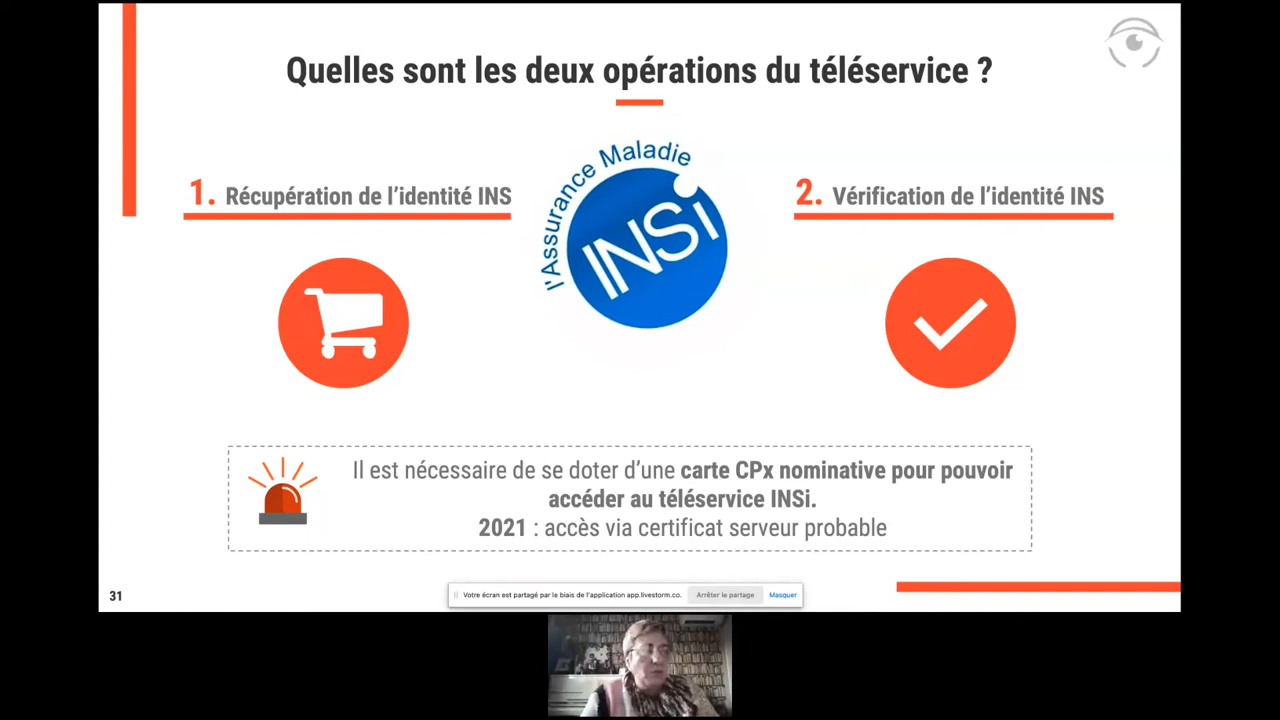 Quelles sont les deux opérations du téléservice ?
l'Assurance Maladie
INSi
1. Récupération de l'identité INS
2. Vérification de l'identité INS
Il est nécessaire de se doter d'une carte CPx nominative pour pouvoir
accéder au téléservice INSi.
2021 : accès via certificat serveur probable
31
Votre écran est partagé par le biais de l'application app.livestorm.co.
Arrêter le partage
Masquer